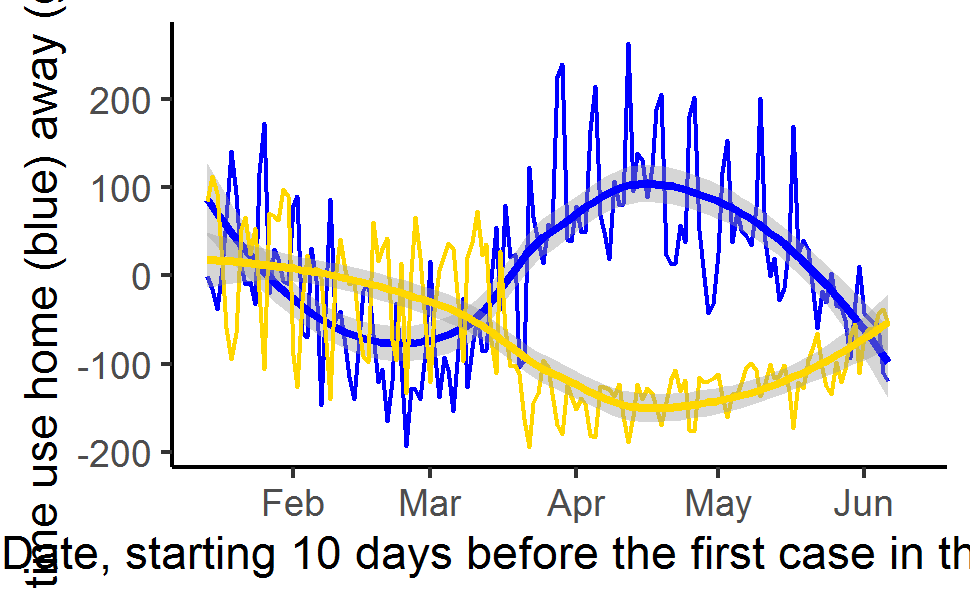 time use home (blue) away (g
200
100
0
-100
-200
Feb Mar Apr May Jun
Date, starting 10 days before the first case in th